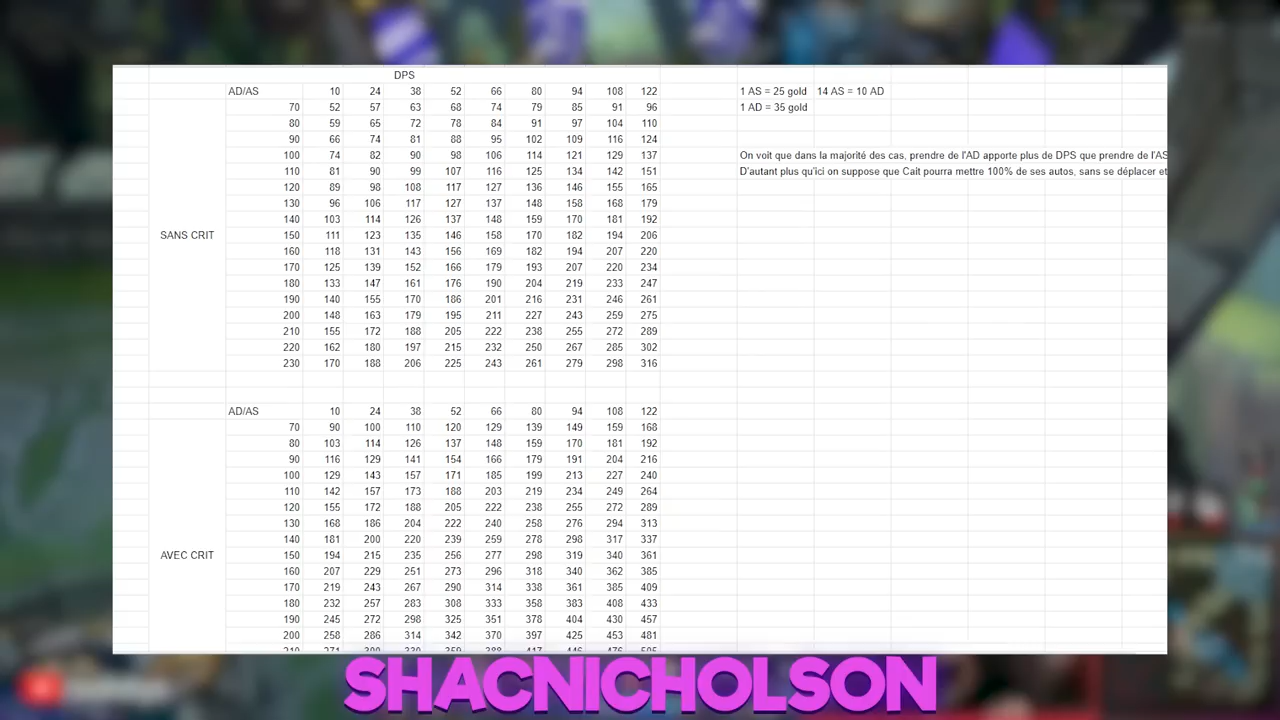 DPS
AD/AS 10 24 38 52 66 80 94 108 122 1 AS = 25 gold 14 AS = 10 AD
70 52 57 63 68 74 79 85 91 96 1 AD = 35 gold
80 59 65 72 78 84 91 97 104 110
90 66 74 81 88 95 102 109 116 124
100 74 82 90 98 106 114 121 129 137 On voit que dans la majorité des cas, prendre de l'AD apporte plus de DPS que prendre de l'AS
110 81 90 99 107 116 125 134 142 151 D'autant plus qu'ici on suppose que Cait pourra mettre 100% de ses autos, sans se déplacer et
120 89 98 108 117 127 136 146 155 165
130 96 106 117 127 137 148 158 168 179
140 103 114 126 137 148 159 170 181 192
SANS CRIT 150 111 123 135 146 158 170 182 194 206
160 118 131 143 156 169 182 194 207 220
170 125 139 152 166 179 193 207 220 234
180 133 147 161 176 190 204 219 233 247
190 140 155 170 186 201 216 231 246 261
200 148 163 179 195 211 227 243 259 275
210 155 172 188 205 222 238 255 272 289
220 162 180 197 215 232 250 267 285 302
230 170 188 206 225 243 261 279 298 316
AD/AS 10 24 38 52 66 80 94 108 122
70 90 100 110 120 129 139 149 159 168
80 103 114 126 137 148 159 170 181 192
90 116 129 141 154 166 179 191 204 216
100 129 143 157 171 185 199 213 227 240
110 142 157 173 188 203 219 234 249 264
120 155 172 188 205 222 238 255 272 289
130 168 186 204 222 240 258 276 294 313
140 181 200 220 239 259 278 298 317 337
AVEC CRIT 150 194 215 235 256 277 298 319 340 361
160 207 229 251 273 296 318 340 362 385
170 219 243 267 290 314 338 361 385 409
180 232 257 283 308 333 358 383 408 433
190 245 272 298 325 351 378 404 430 457
200 258 286 314 342 370 397 425 453 481
SHACNICHOLSON